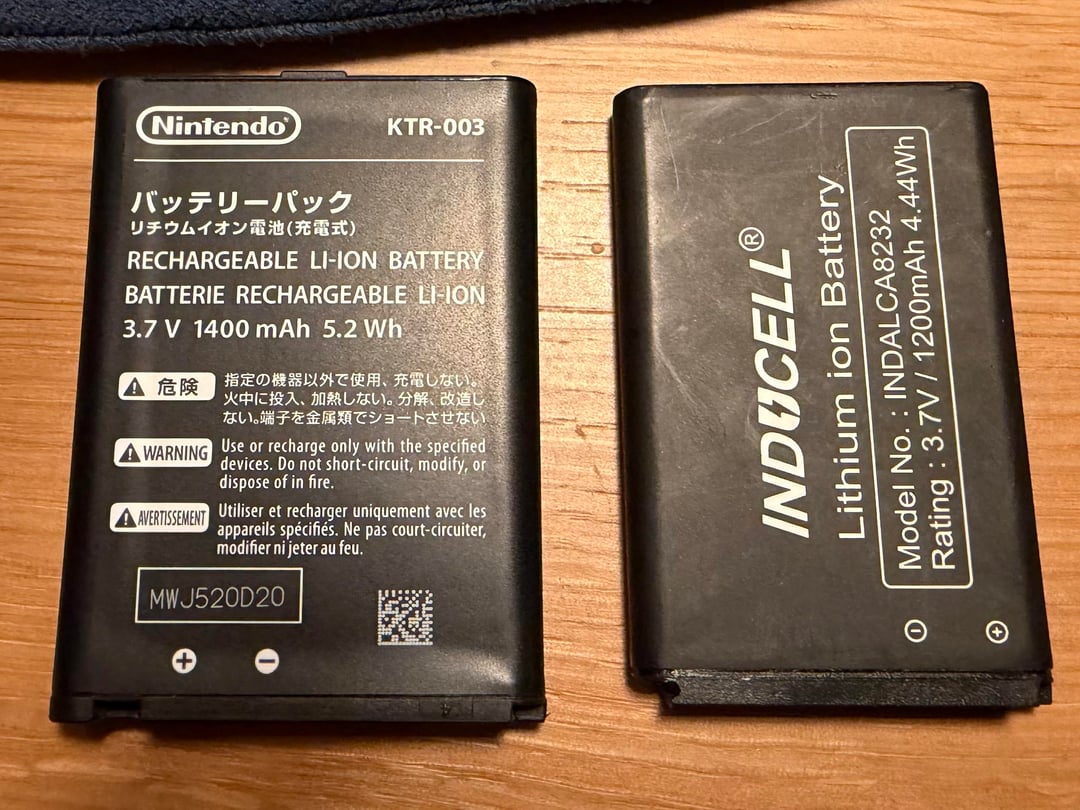 Nintendo KTR-003
バッテリーパック
リチウムイオン電池(充電式)
RECHARGEABLE LI-ION BATTERY
BATTERIE RECHARGEABLE LI-ION
3.7 V 1400 mAh 5.2 Wh
危険 指定の機器以外で使用、充電しない。
火中に投入、加熱しない。分解、改造し
ない。端子を金属類でショートさせない
WARNING Use or recharge only with the specified
devices. Do not short-circuit, modify, or
dispose of in fire.
AVERTISSEMENT Utiliser et recharger uniquement avec les
appareils spécifiés. Ne pas court-circuiter,
modifier ni jeter au feu.
MWJ520D20
+ −
INDUCELL®
Lithium ion Battery
Model No. : INDALCA8232
Rating : 3.7V / 1200mAh 4.44Wh
− +